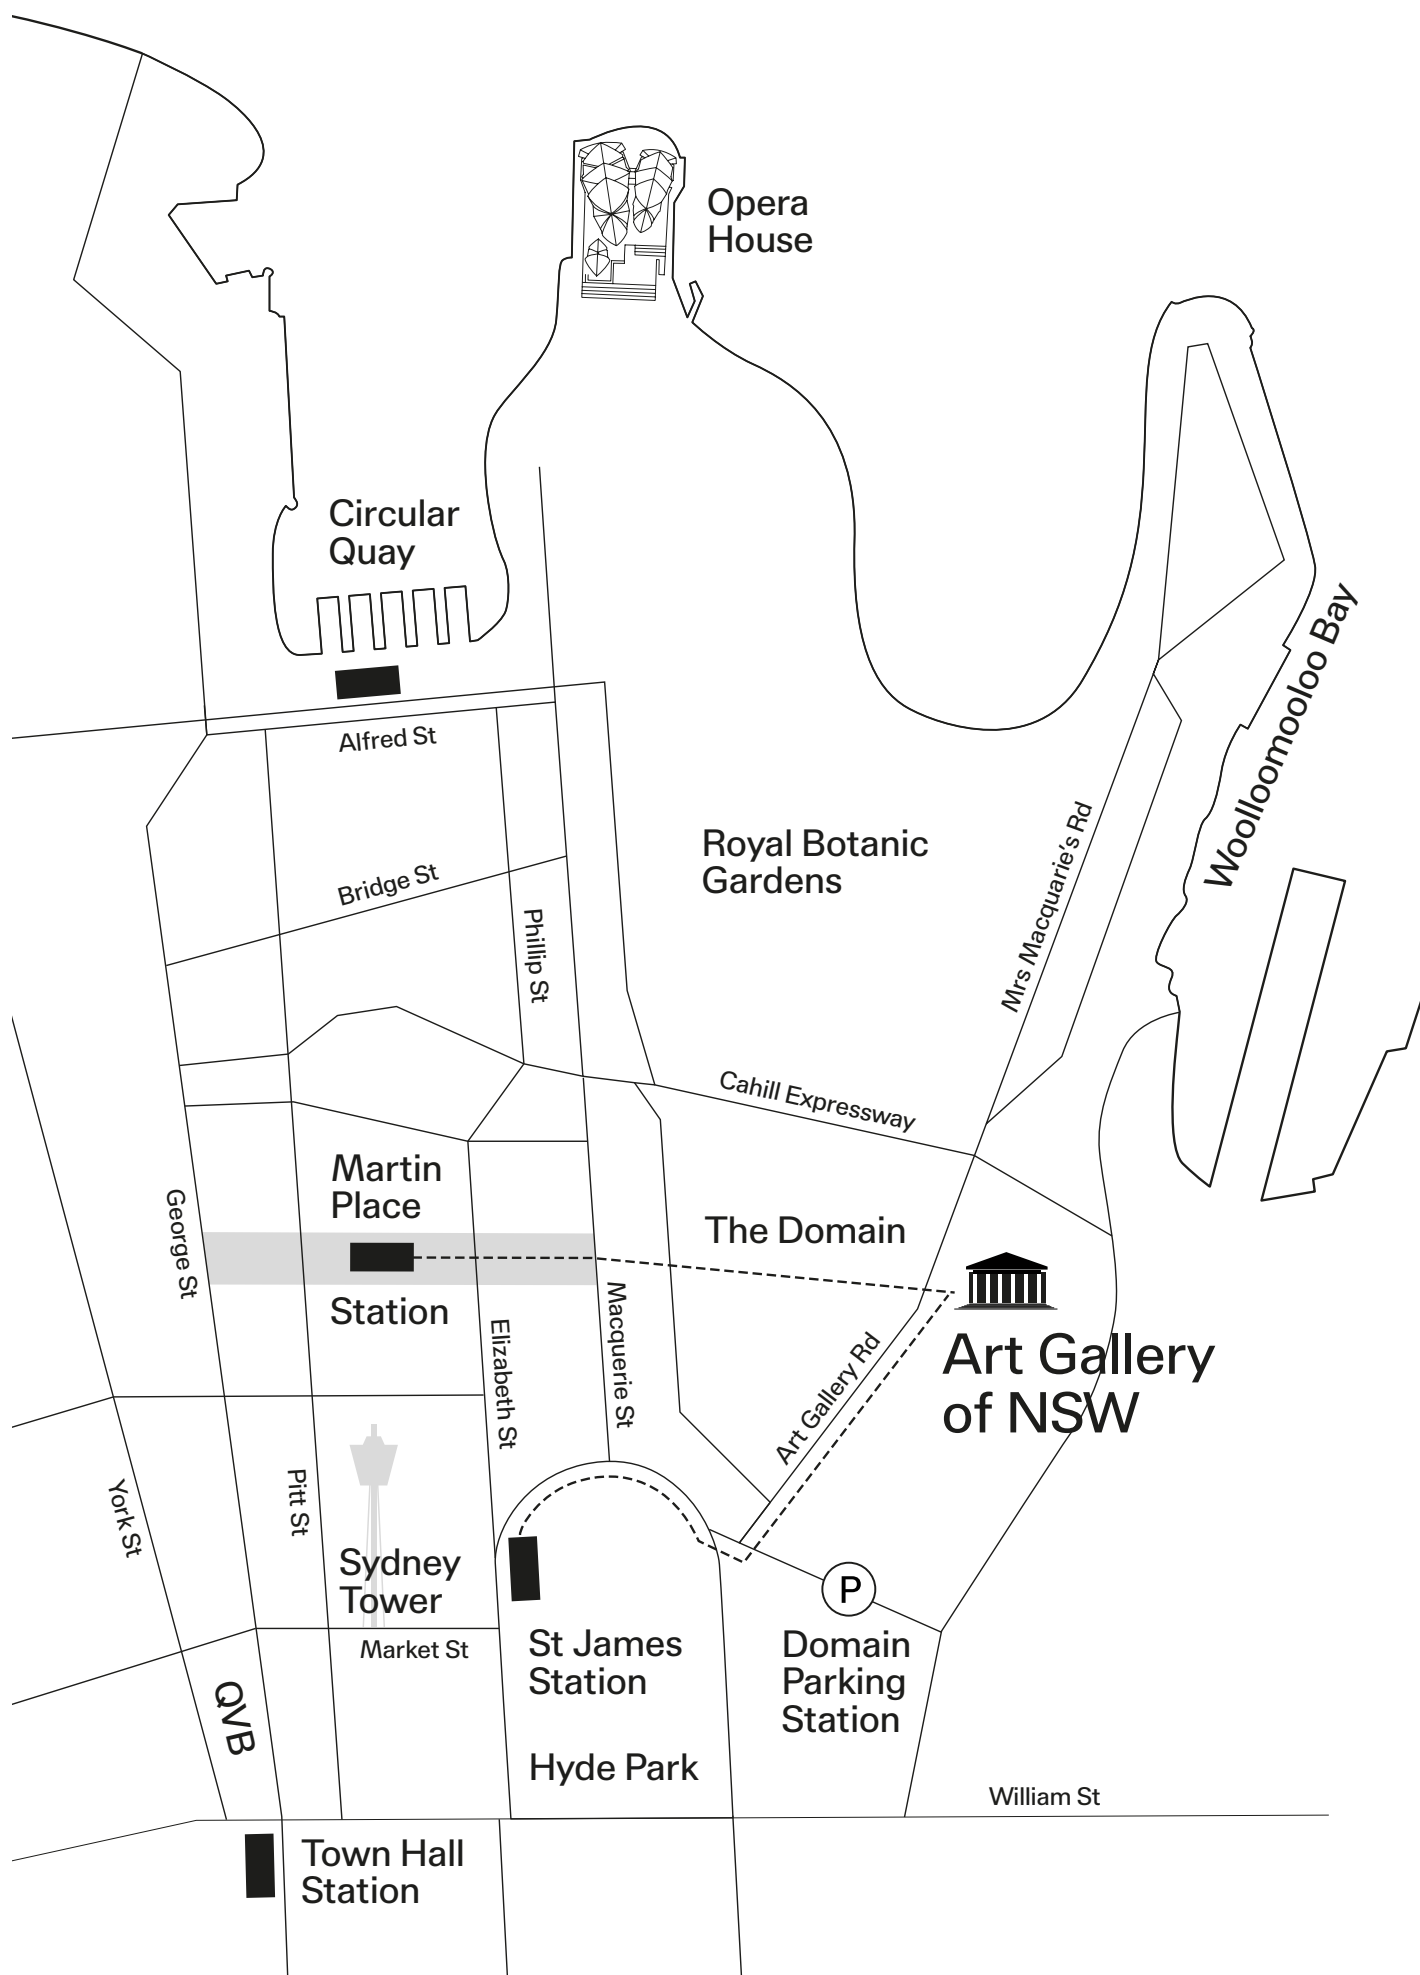 Opera
House
Circular
Quay
Woolloomooloo Bay
Alfred St
Royal Botanic
Gardens
Mrs Macquarie's Rd
Bridge St
Phillip St
Cahill Expressway
Martin
Place
George St
The Domain
Station
Macquerie St
Elizabeth St
Art Gallery Rd
Art Gallery
of NSW
York St
Pitt St
Sydney
Tower
P
Market St
St James
Station
Domain
Parking
Station
QVB
Hyde Park
William St
Town Hall
Station